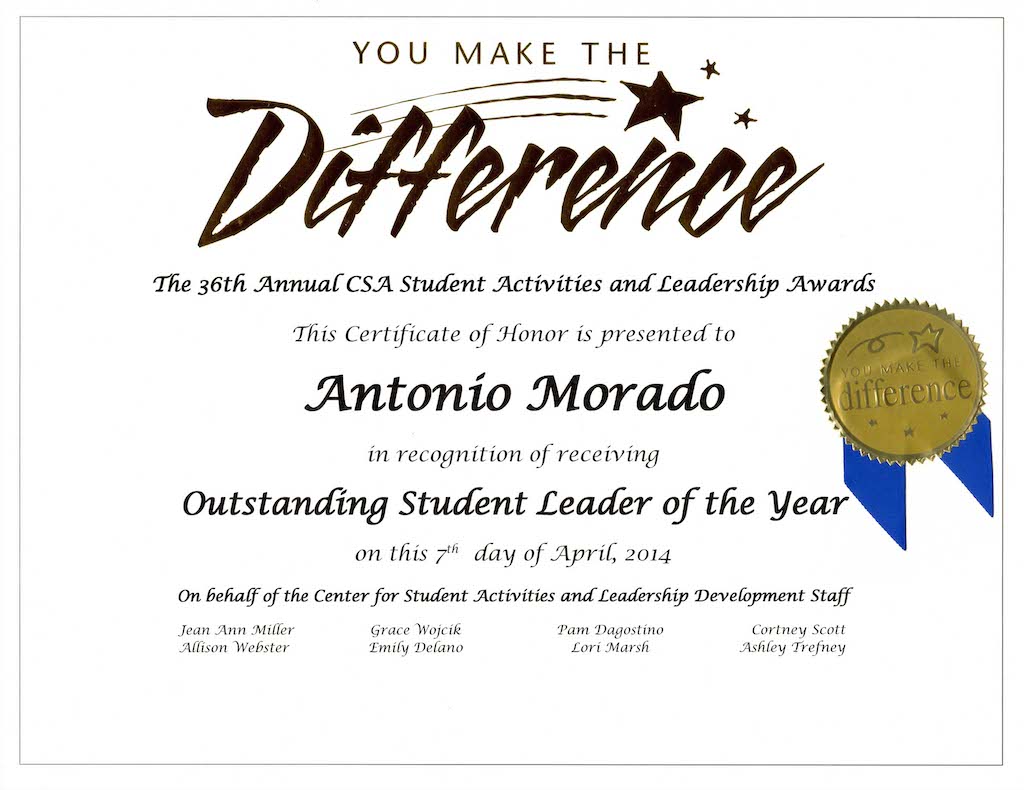 YOU MAKE THE
Difference
The 36th Annual CSA Student Activities and Leadership Awards
This Certificate of Honor is presented to
Antonio Morado
YOU MAKE THE
difference
in recognition of receiving
Outstanding Student Leader of the Year
on this 7th day of April, 2014
On behalf of the Center for Student Activities and Leadership Development Staff
Jean Ann Miller Grace Wojcik Pam Dagostino Cortney Scott
Allison Webster Emily Delano Lori Marsh Ashley Trefney